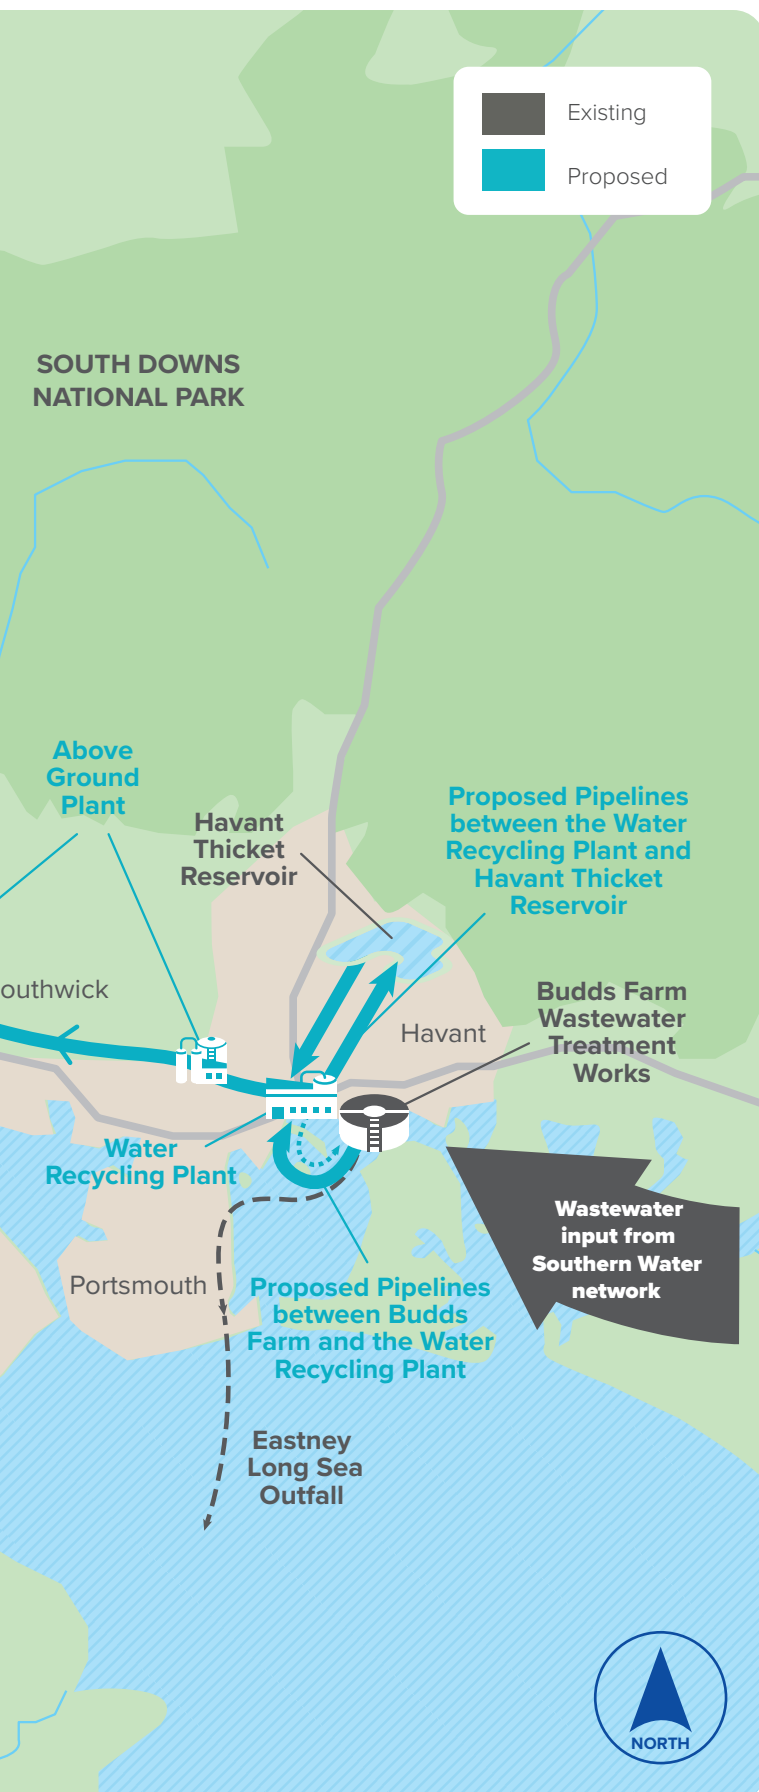 Existing
Proposed
SOUTH DOWNS
NATIONAL PARK
Above
Ground
Plant
Havant
Thicket
Reservoir
Proposed Pipelines
between the Water
Recycling Plant and
Havant Thicket
Reservoir
outhwick
Havant
Budds Farm
Wastewater
Treatment
Works
Water
Recycling Plant
Wastewater
input from
Southern Water
network
Portsmouth
Proposed Pipelines
between Budds
Farm and the Water
Recycling Plant
Eastney
Long Sea
Outfall
NORTH